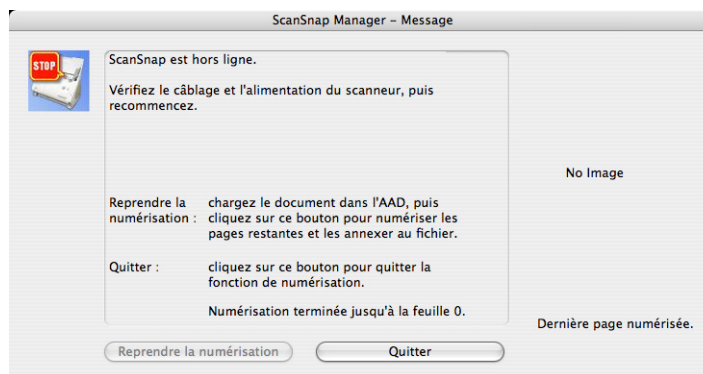 ScanSnap Manager – Message
STOP
ScanSnap est hors ligne.
Vérifiez le câblage et l'alimentation du scanneur, puis
recommencez.
No Image
Reprendre la numérisation :
chargez le document dans l'AAD, puis
cliquez sur ce bouton pour numériser les
pages restantes et les annexer au fichier.
Quitter :
cliquez sur ce bouton pour quitter la
fonction de numérisation.
Numérisation terminée jusqu'à la feuille 0.
Dernière page numérisée.
Reprendre la numérisation
Quitter